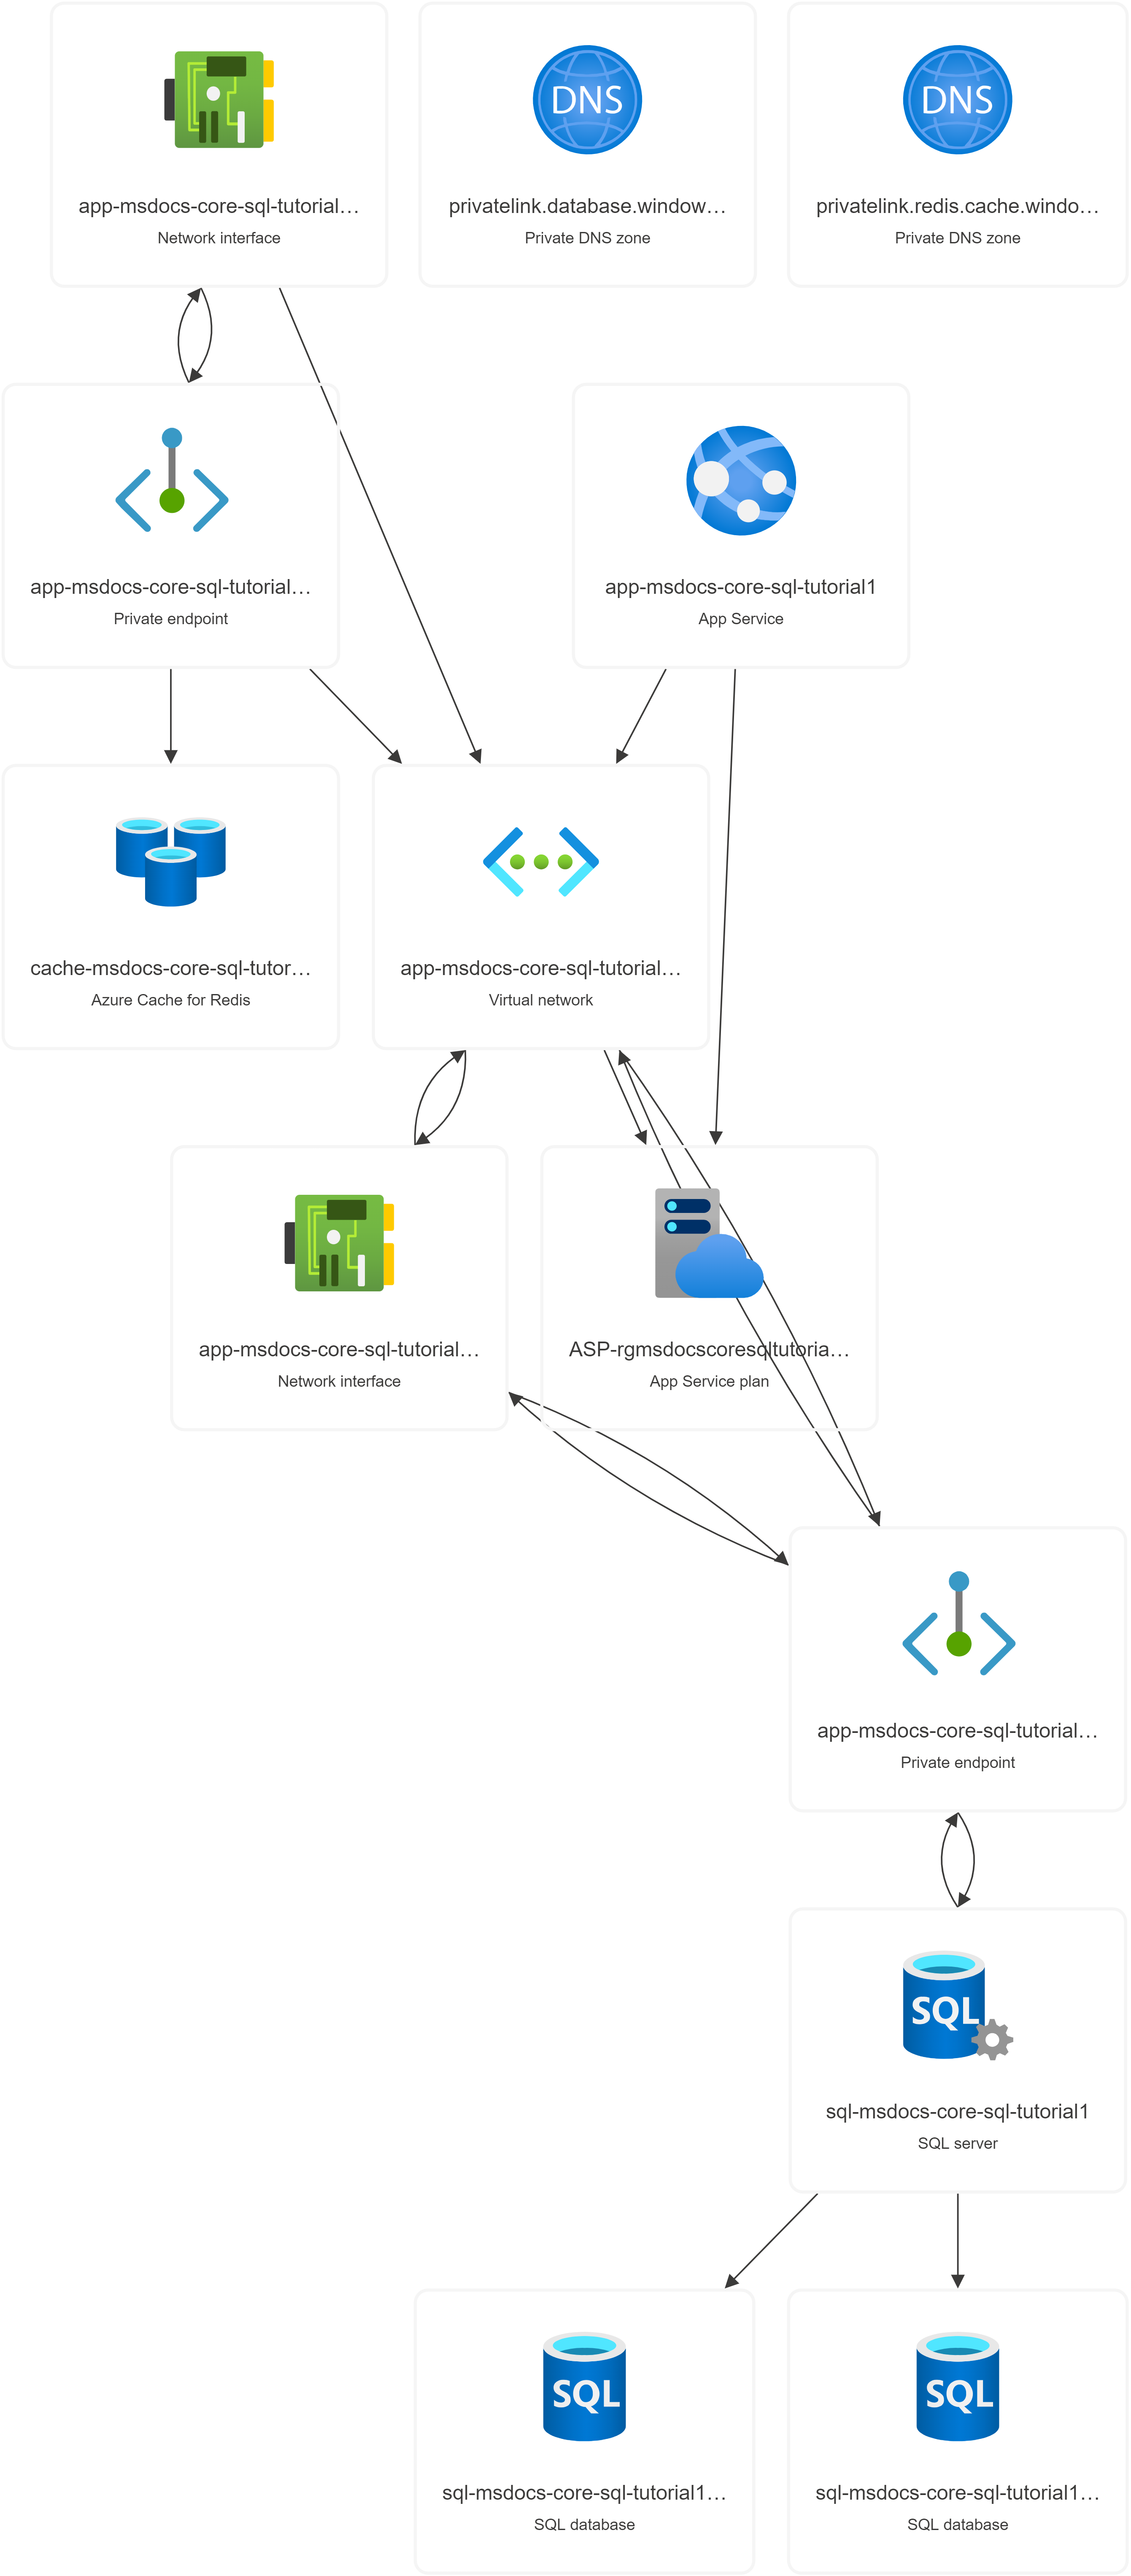 DNS
DNS
app-msdocs-core-sql-tutorial…
Network interface
privatelink.database.window…
Private DNS zone
privatelink.redis.cache.windo…
Private DNS zone
app-msdocs-core-sql-tutorial…
Private endpoint
app-msdocs-core-sql-tutorial1
App Service
cache-msdocs-core-sql-tutor…
Azure Cache for Redis
app-msdocs-core-sql-tutorial…
Virtual network
app-msdocs-core-sql-tutorial…
Network interface
ASP-rgmsdocscoresqltutoria…
App Service plan
app-msdocs-core-sql-tutorial…
Private endpoint
SQL
sql-msdocs-core-sql-tutorial1
SQL server
SQL
SQL
sql-msdocs-core-sql-tutorial1…
SQL database
sql-msdocs-core-sql-tutorial1…
SQL database